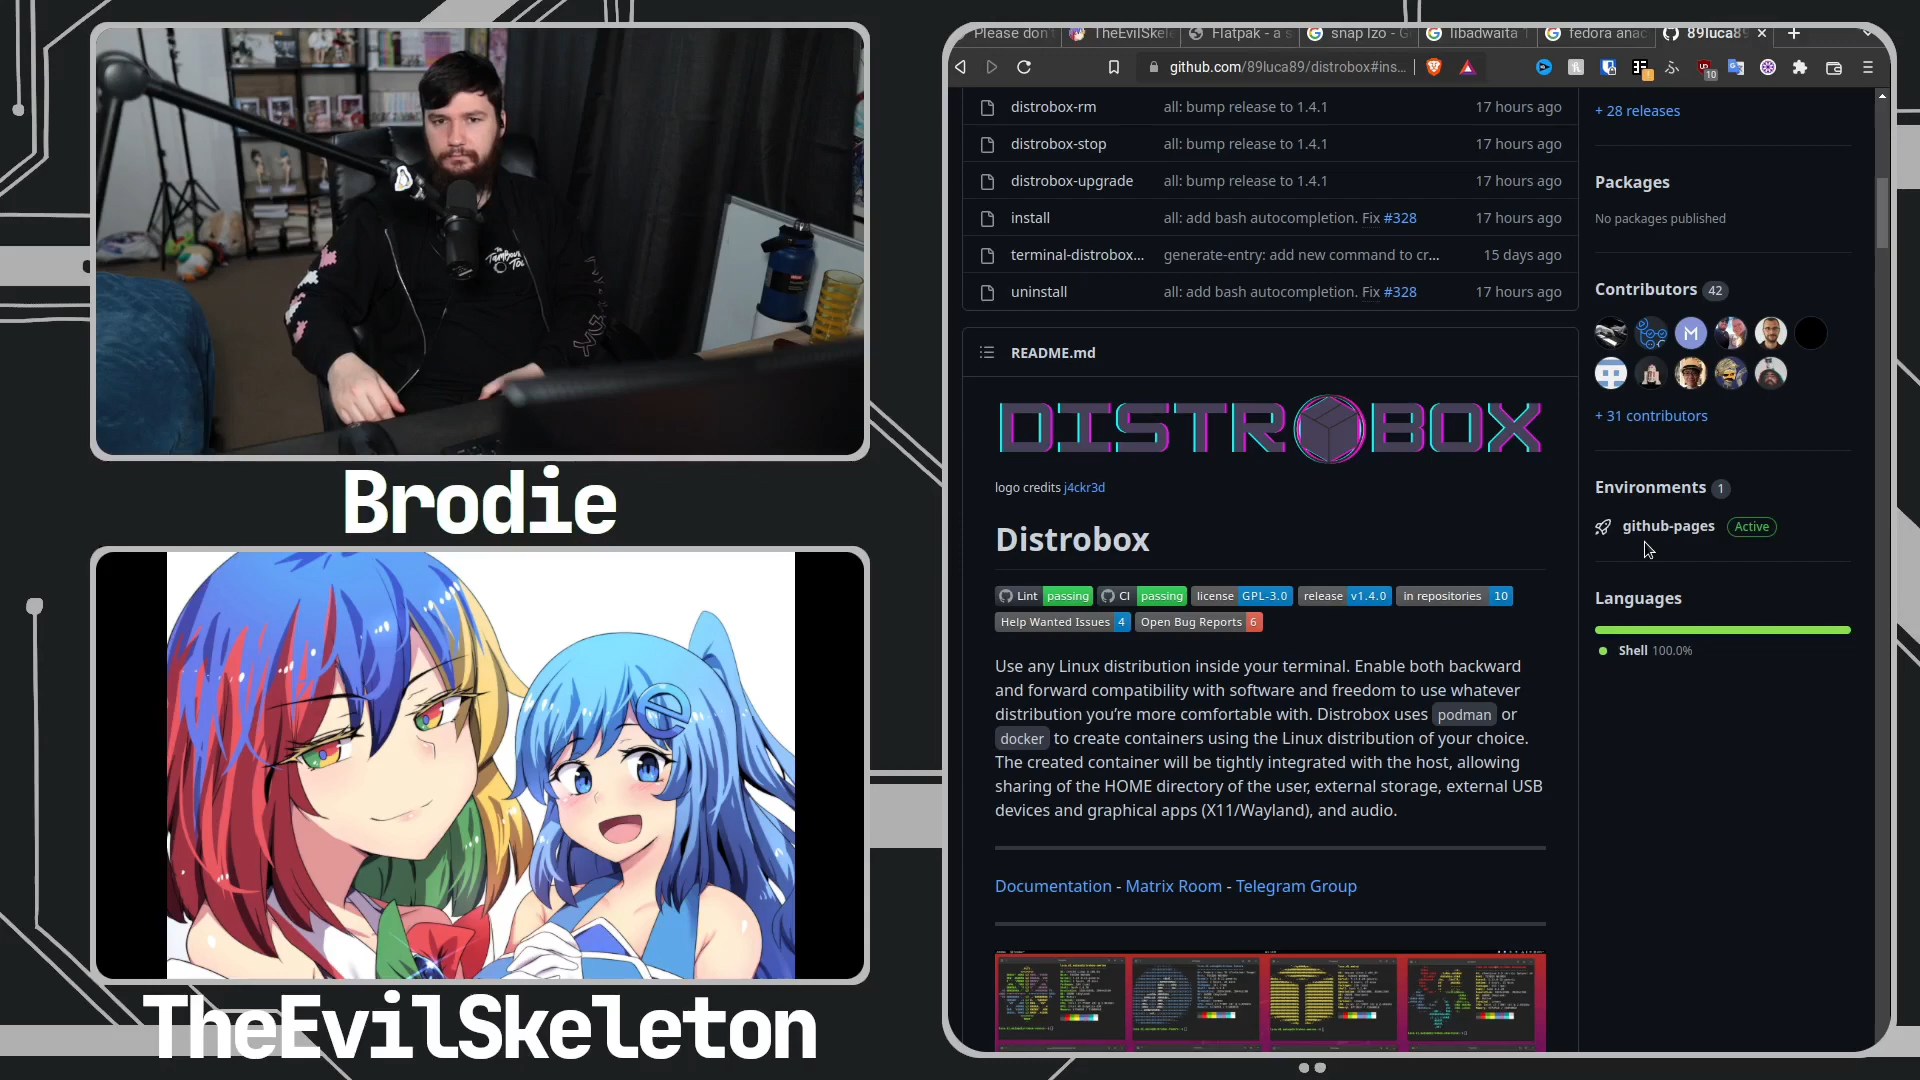 Brodie
TheEvilSkeleton
Please don't
TheEvilSkele
Flatpak - a s
snap lzo - G
libadwaita
fedora anac
89luca89
github.com/89luca89/distrobox#ins...
10
distrobox-rm all: bump release to 1.4.1 17 hours ago
distrobox-stop all: bump release to 1.4.1 17 hours ago
distrobox-upgrade all: bump release to 1.4.1 17 hours ago
install all: add bash autocompletion. Fix #328 17 hours ago
terminal-distrobox... generate-entry: add new command to cr... 15 days ago
uninstall all: add bash autocompletion. Fix #328 17 hours ago
README.md
DISTROBOX
logo credits j4ckr3d
Distrobox
Lint passing CI passing license GPL-3.0 release v1.4.0 in repositories 10
Help Wanted Issues 4 Open Bug Reports 6
Use any Linux distribution inside your terminal. Enable both backward
and forward compatibility with software and freedom to use whatever
distribution you’re more comfortable with. Distrobox uses podman or
docker to create containers using the Linux distribution of your choice.
The created container will be tightly integrated with the host, allowing
sharing of the HOME directory of the user, external storage, external USB
devices and graphical apps (X11/Wayland), and audio.
Documentation - Matrix Room - Telegram Group
+ 28 releases
Packages
No packages published
Contributors 42
M
+ 31 contributors
Environments 1
github-pages Active
Languages
Shell 100.0%